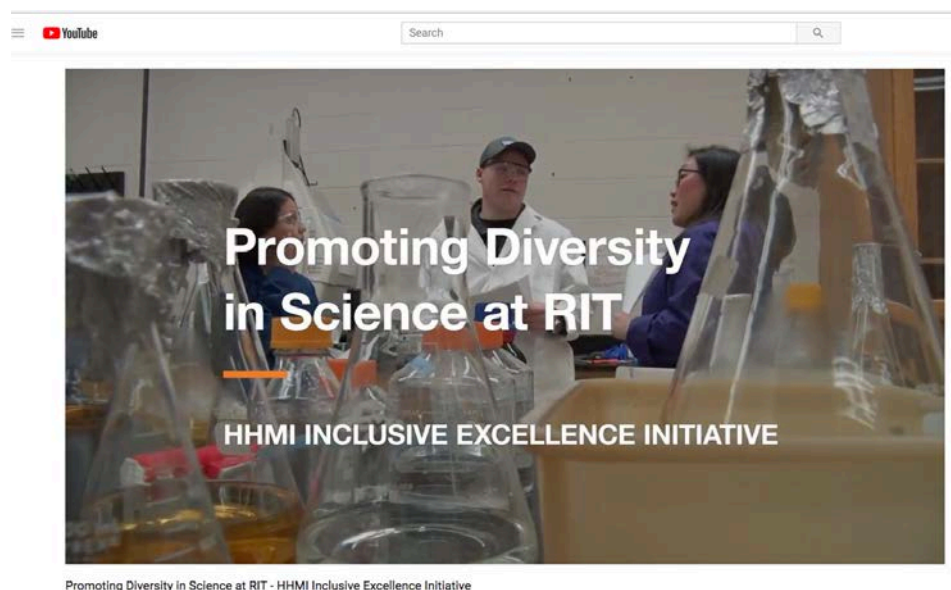 YouTube
Search
Promoting Diversity
in Science at RIT
HHMI INCLUSIVE EXCELLENCE INITIATIVE
Promoting Diversity in Science at RIT - HHMI Inclusive Excellence Initiative